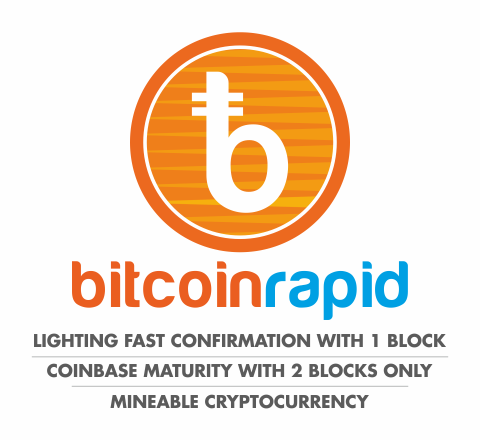 b
bitcoinrapid
LIGHTING FAST CONFIRMATION WITH 1 BLOCK
COINBASE MATURITY WITH 2 BLOCKS ONLY
MINEABLE CRYPTOCURRENCY